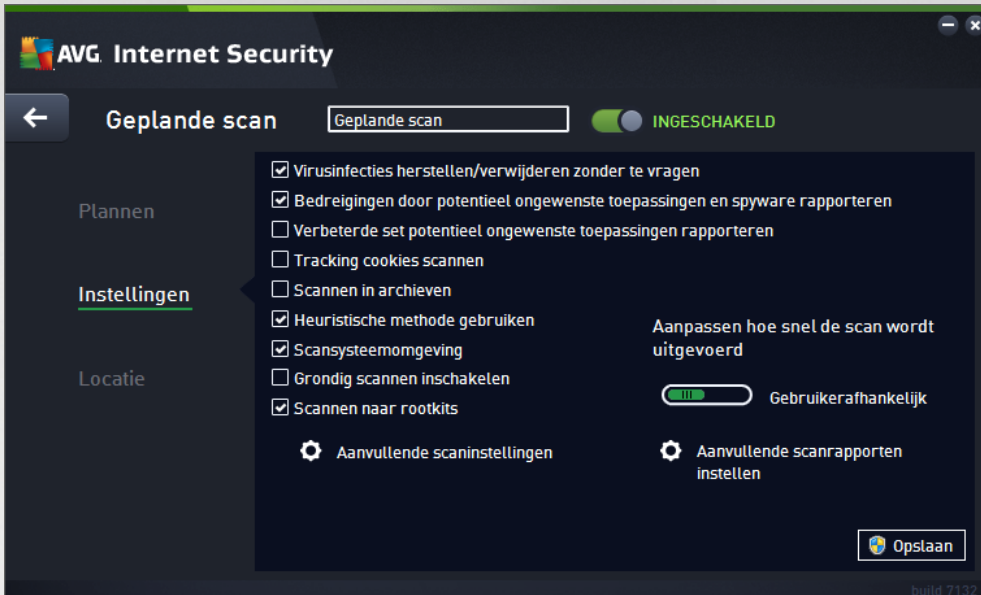 AVG. Internet Security
Geplande scan
Geplande scan
INGESCHAKELD
Plannen
Instellingen
Locatie
Virusinfecties herstellen/verwijderen zonder te vragen
Bedreigingen door potentieel ongewenste toepassingen en spyware rapporteren
Verbeterde set potentieel ongewenste toepassingen rapporteren
Tracking cookies scannen
Scannen in archieven
Heuristische methode gebruiken
Scansysteemomgeving
Grondig scannen inschakelen
Scannen naar rootkits
Aanvullende scaninstellingen
Aanpassen hoe snel de scan wordt
uitgevoerd
Gebruikerafhankelijk
Aanvullende scanrapporten
instellen
Opslaan
build 7132